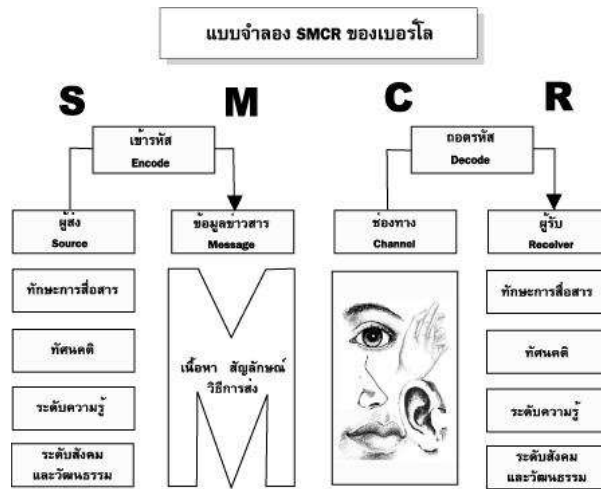 แบบจำลอง SMCR ของเบอร์โล
S M C R
เข้ารหัส
Encode
ถอดรหัส
Decode
ผู้ส่ง
Source
ข้อมูลข่าวสาร
Message
ช่องทาง
Channel
ผู้รับ
Receiver
ทักษะการสื่อสาร
ทัศนคติ
ระดับความรู้
ระดับสังคม
และวัฒนธรรม
เนื้อหา สัญลักษณ์
วิธีการส่ง
ทักษะการสื่อสาร
ทัศนคติ
ระดับความรู้
ระดับสังคม
และวัฒนธรรม